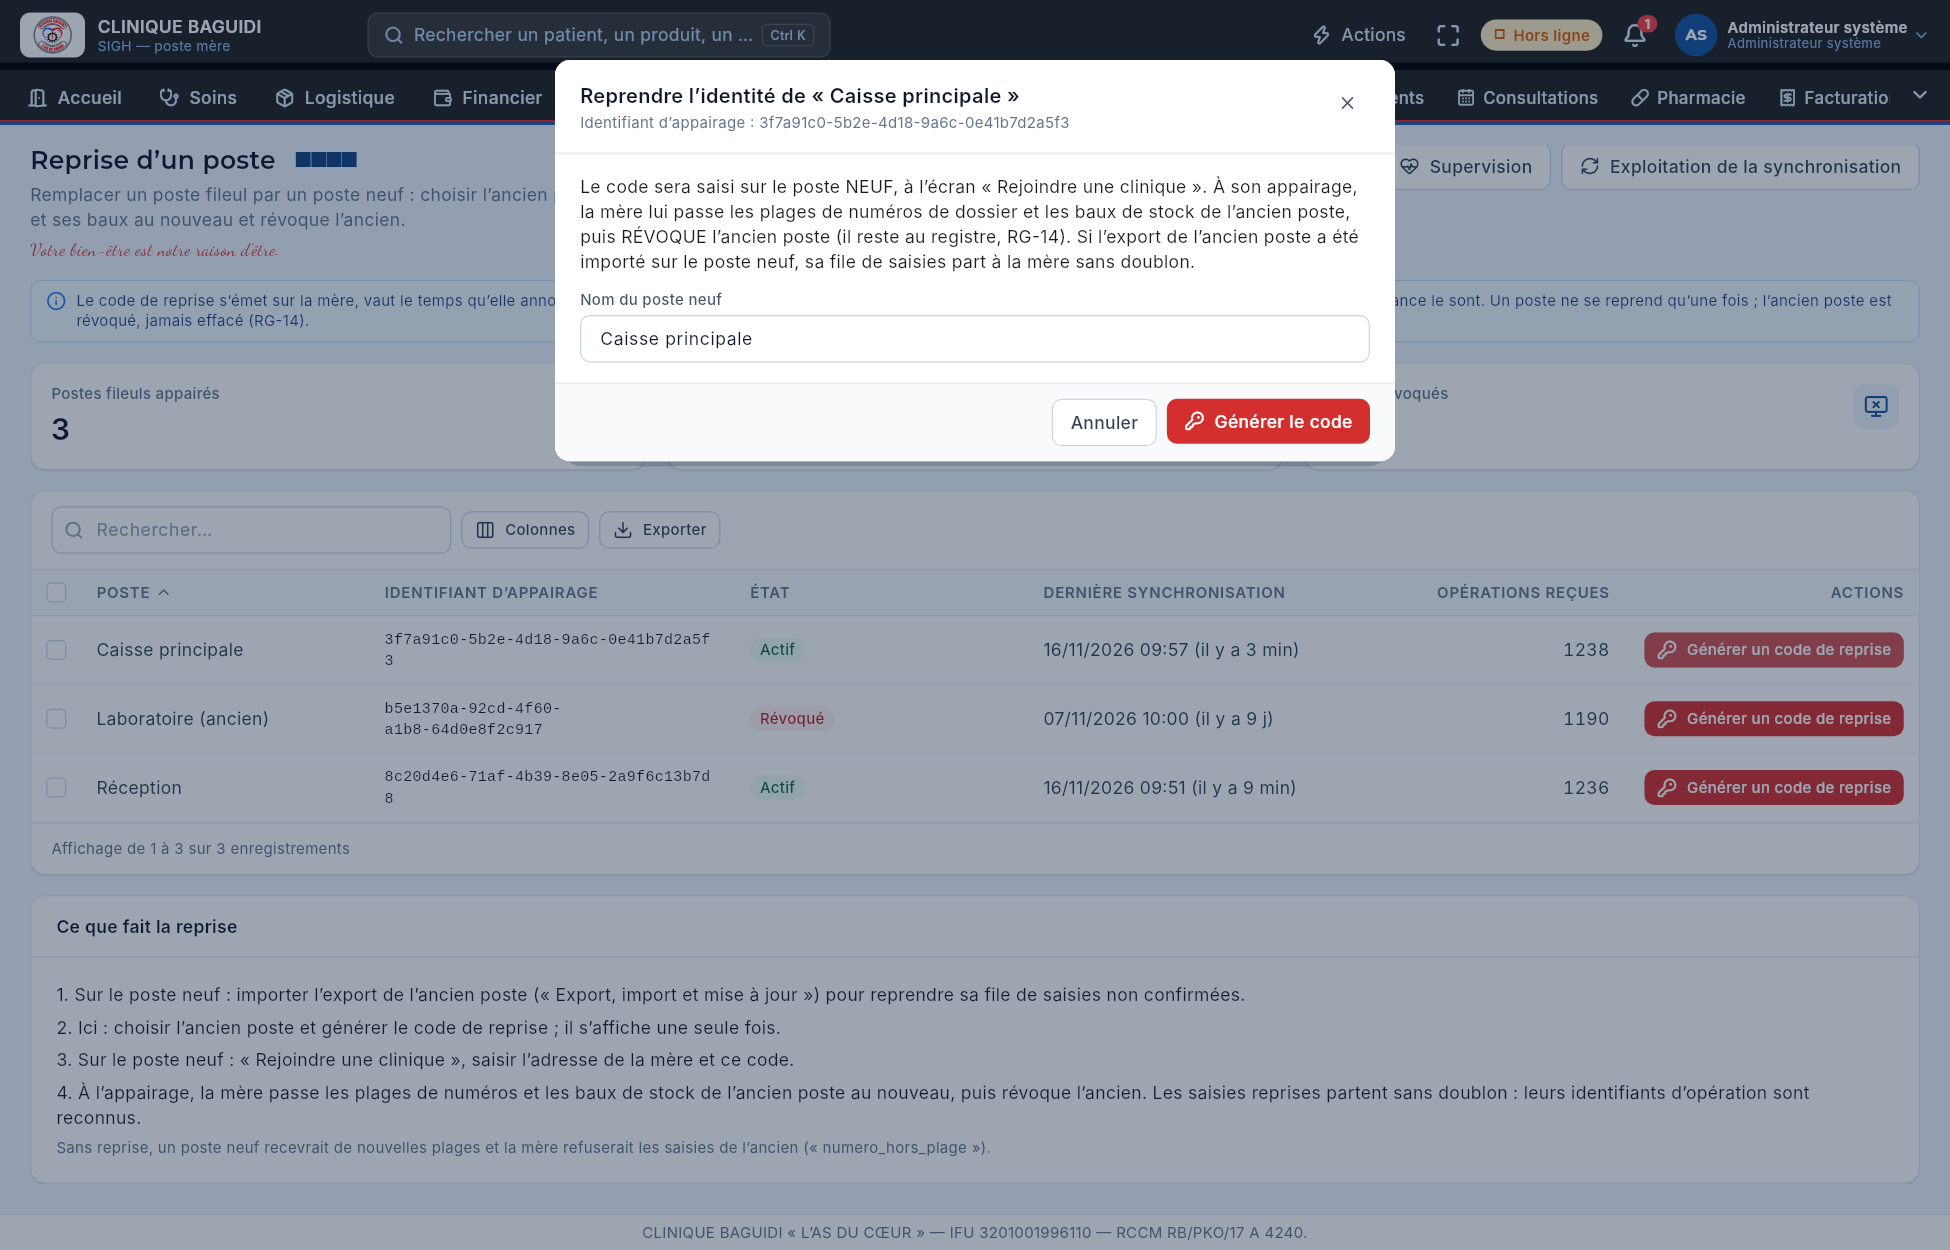 CLINIQUE BAGUIDI
SIGH — poste mère
Rechercher un patient, un produit, un ...
Ctrl K
Actions
Hors ligne
1
AS
Administrateur système
Administrateur système
Accueil
Soins
Logistique
Financier
Consultations
Pharmacie
Reprendre l’identité de « Caisse principale »
Identifiant d’appairage : 3f7a91c0-5b2e-4d18-9a6c-0e41b7d2a5f3
Le code sera saisi sur le poste NEUF, à l’écran « Rejoindre une clinique ». À son appairage,
la mère lui passe les plages de numéros de dossier et les baux de stock de l’ancien poste,
puis RÉVOQUE l’ancien poste (il reste au registre, RG-14). Si l’export de l’ancien poste a été
importé sur le poste neuf, sa file de saisies part à la mère sans doublon.
Nom du poste neuf
Caisse principale
Annuler
Générer le code
Reprise d’un poste
Remplacer un poste fileul par un poste neuf : choisir l’ancien
et ses baux au nouveau et révoque l’ancien.
Votre bien-être est notre raison d’être.
Supervision
Exploitation de la synchronisation
Le code de reprise s’émet sur la mère, vaut le temps qu’elle
le sont. Un poste ne se reprend qu’une fois ; l’ancien poste est
révoqué, jamais effacé (RG-14).
Postes fileuls appairés
3
Rechercher...
Colonnes
Exporter
POSTE
IDENTIFIANT D’APPAIRAGE
ÉTAT
DERNIÈRE SYNCHRONISATION
OPÉRATIONS REÇUES
ACTIONS
Caisse principale
3f7a91c0-5b2e-4d18-9a6c-0e41b7d2a5f
3
Actif
16/11/2026 09:57 (il y a 3 min)
1238
Générer un code de reprise
Laboratoire (ancien)
b5e1370a-92cd-4f60-
a1b8-64d0e8f2c917
Révoqué
07/11/2026 10:00 (il y a 9 j)
1190
Générer un code de reprise
Réception
8c20d4e6-71af-4b39-8e05-2a9f6c13b7d
8
Actif
16/11/2026 09:51 (il y a 9 min)
1236
Générer un code de reprise
Affichage de 1 à 3 sur 3 enregistrements
Ce que fait la reprise
1. Sur le poste neuf : importer l’export de l’ancien poste (« Export, import et mise à jour ») pour reprendre sa file de saisies non confirmées.
2. Ici : choisir l’ancien poste et générer le code de reprise ; il s’affiche une seule fois.
3. Sur le poste neuf : « Rejoindre une clinique », saisir l’adresse de la mère et ce code.
4. À l’appairage, la mère passe les plages de numéros et les baux de stock de l’ancien poste au nouveau, puis révoque l’ancien. Les saisies reprises partent sans doublon : leurs identifiants d’opération sont
reconnus.
Sans reprise, un poste neuf recevrait de nouvelles plages et la mère refuserait les saisies de l’ancien (« numero_hors_plage »).
CLINIQUE BAGUIDI « L’AS DU CŒUR » — IFU 3201001996110 — RCCM RB/PKO/17 A 4240.